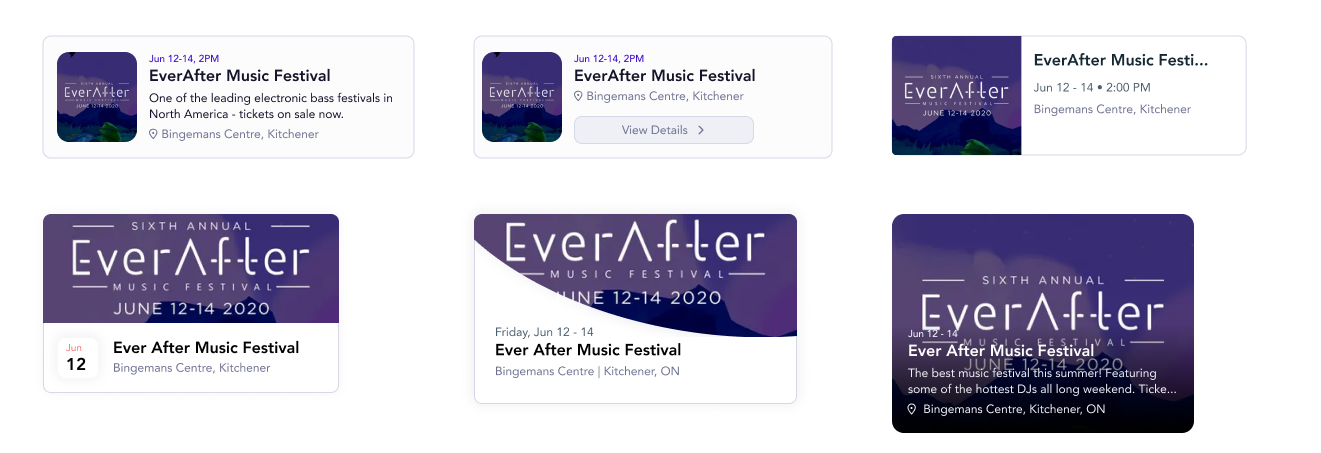 SIXTH ANNUAL
EverAfter
MUSIC FESTIVAL
JUNE 12-14 2020
Jun 12-14, 2PM
EverAfter Music Festival
One of the leading electronic bass festivals in
North America - tickets on sale now.
Bingemans Centre, Kitchener
SIXTH ANNUAL
EverAfter
MUSIC FESTIVAL
JUNE 12-14 2020
Jun 12-14, 2PM
EverAfter Music Festival
Bingemans Centre, Kitchener
View Details
SIXTH ANNUAL
EverAfter
MUSIC FESTIVAL
JUNE 12-14 2020
EverAfter Music Festi...
Jun 12 - 14 • 2:00 PM
Bingemans Centre, Kitchener
SIXTH ANNUAL
EverAfter
MUSIC FESTIVAL
JUNE 12-14 2020
Jun
12
Ever After Music Festival
Bingemans Centre, Kitchener
EverAfter
MUSIC FESTIVAL
JUNE 12-14 2020
Friday, Jun 12 - 14
Ever After Music Festival
Bingemans Centre | Kitchener, ON
SIXTH ANNUAL
EverAfter
MUSIC FESTIVAL
JUNE 12-14 2020
Jun 12 - 14
Ever After Music Festival
The best music festival this summer! Featuring
some of the hottest DJs all long weekend. Ticke...
Bingemans Centre, Kitchener, ON